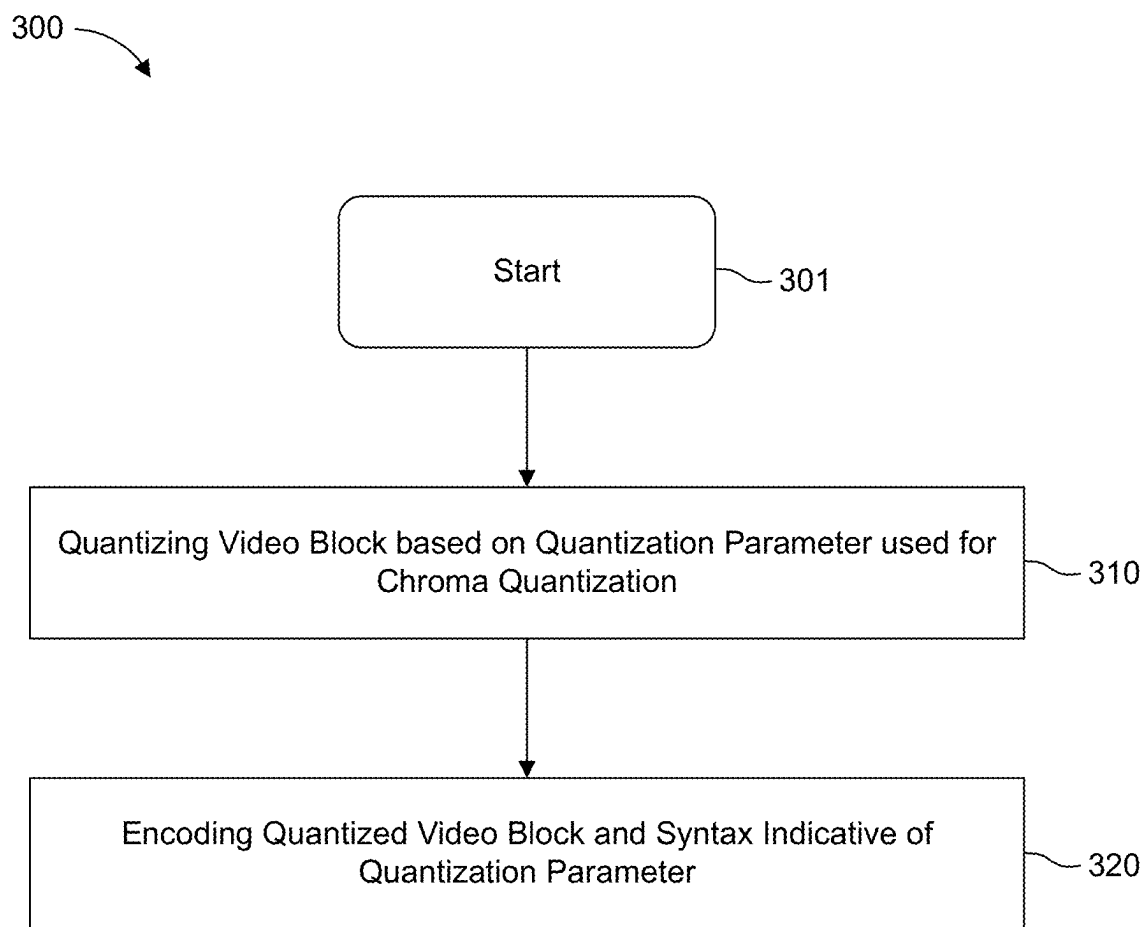 300
Start
301
Quantizing Video Block based on Quantization Parameter used for
Chroma Quantization
310
Encoding Quantized Video Block and Syntax Indicative of
Quantization Parameter
320